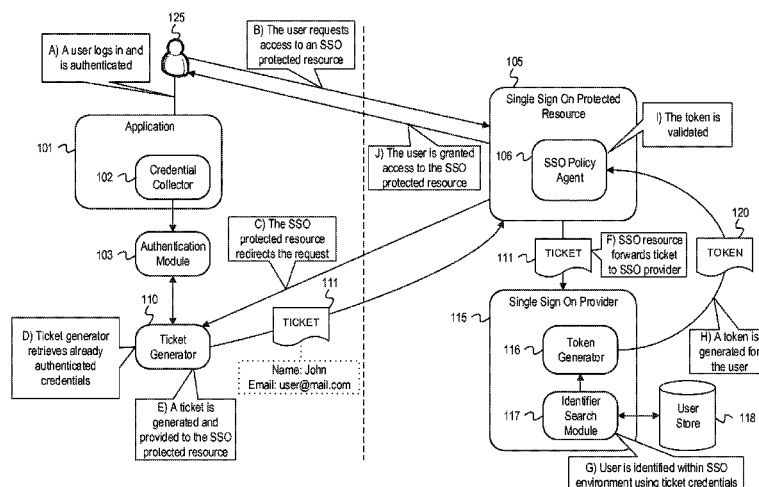 125
A) A user logs in and
is authenticated
B) The user requests
access to an SSO
protected resource
105
Single Sign On Protected
Resource
I) The token is
validated
Application
101
102
Credential
Collector
J) The user is granted
access to the SSO
protected resource
106
SSO Policy
Agent
120
C) The SSO
protected resource
redirects the request
103
Authentication
Module
111
TICKET
F) SSO resource
forwards ticket
to SSO provider
TOKEN
110
111
TICKET
115
Single Sign On Provider
D) Ticket generator
retrieves already
authenticated
credentials
Ticket
Generator
116
Token
Generator
H) A token is
generated for
the user
Name: John
Email: user@mail.com
E) A ticket is
generated and
provided to the SSO
protected resource
117
Identifier
Search
Module
User
Store
118
G) User is identified within SSO
environment using ticket credentials